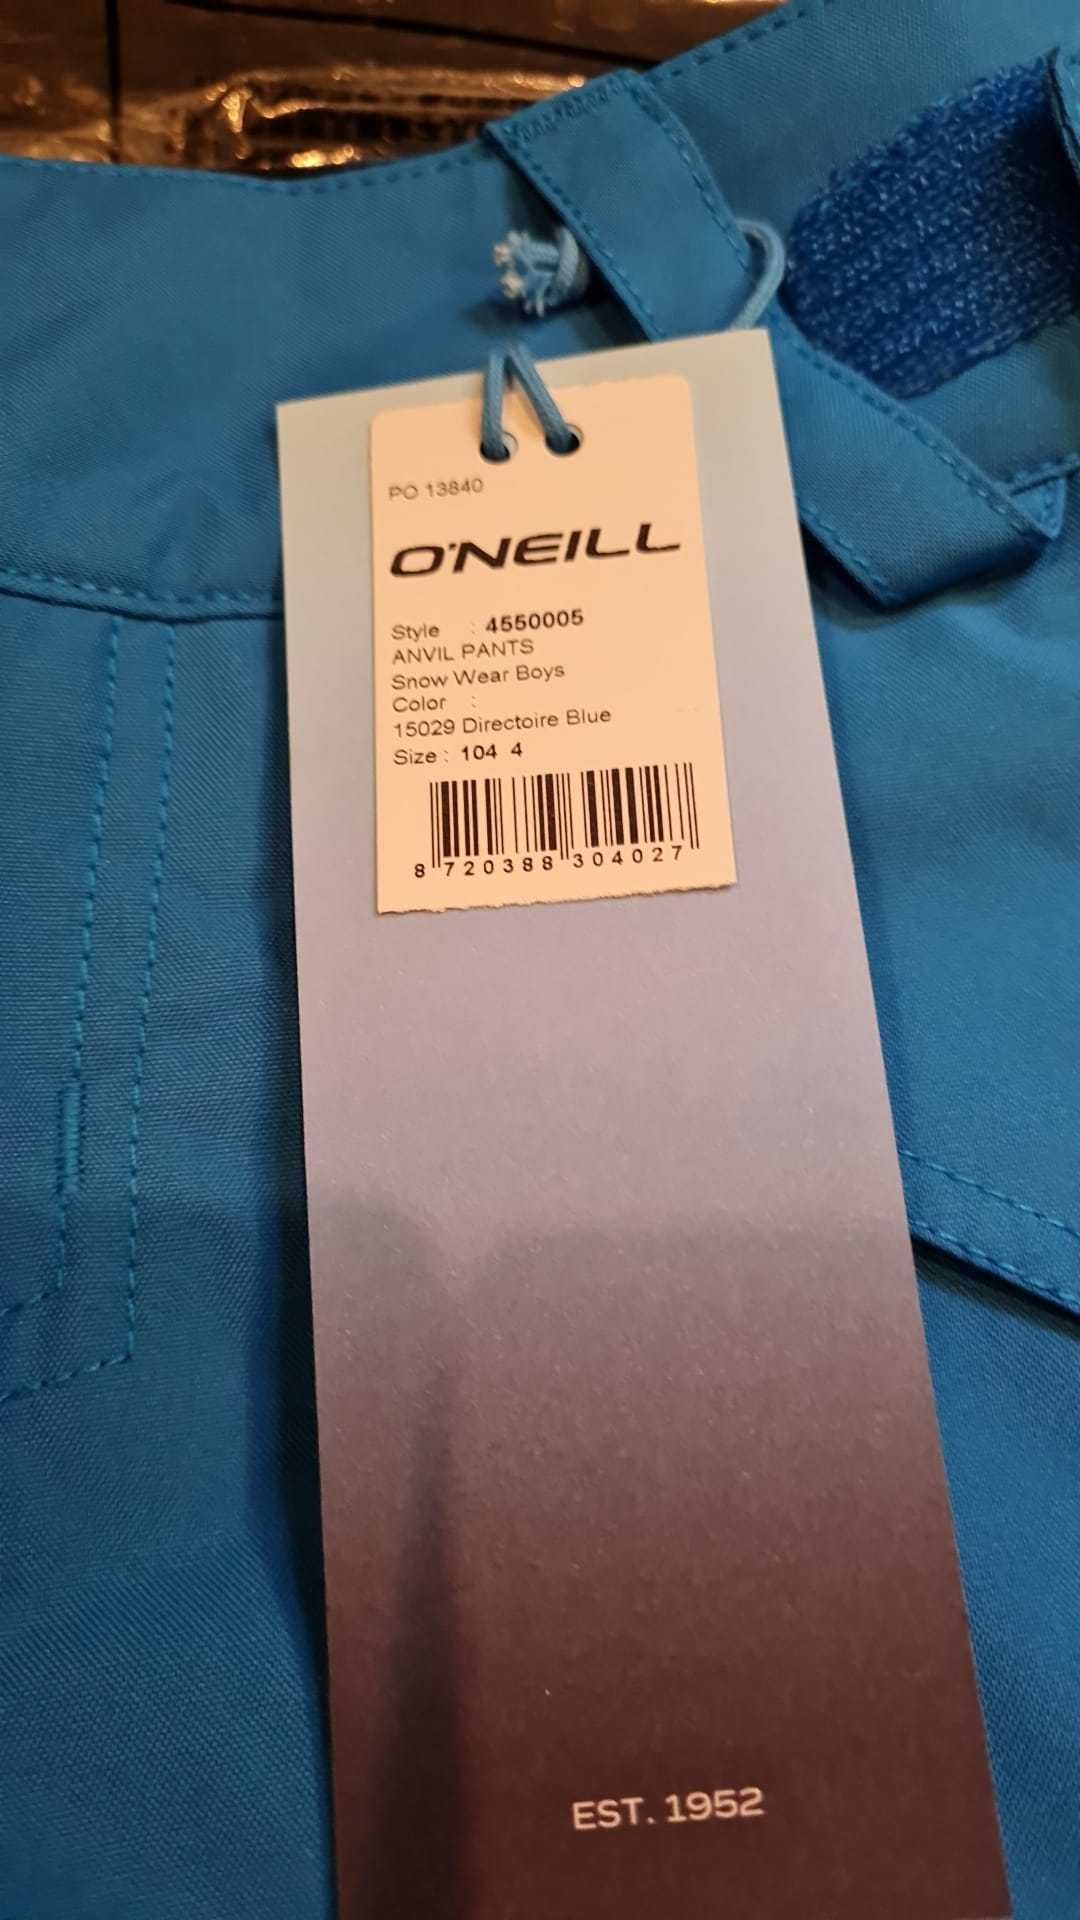 PO 13840
O'NEILL
Style : 4550005
ANVIL PANTS
Snow Wear Boys
Color :
15029 Directoire Blue
Size : 104 4
8 720388 304027
EST. 1952